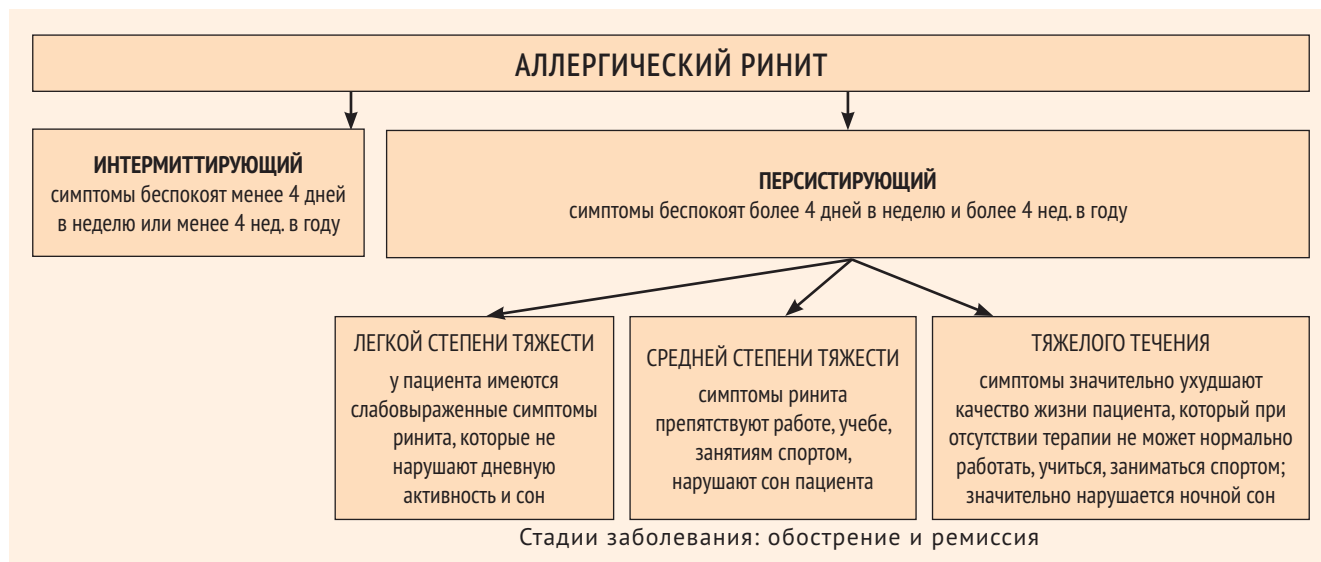 АЛЛЕРГИЧЕСКИЙ РИНИТ
ИНТЕРМИТТИРУЮЩИЙ
симптомы беспокоят менее 4 дней
в неделю или менее 4 нед. в году
ПЕРСИСТИРУЮЩИЙ
симптомы беспокоят более 4 дней в неделю и более 4 нед. в году
ЛЕГКОЙ СТЕПЕНИ ТЯЖЕСТИ
у пациента имеются
слабовыраженные симптомы
ринита, которые не
нарушают дневную
активность и сон
СРЕДНЕЙ СТЕПЕНИ ТЯЖЕСТИ
симптомы ринита
препятствуют работе, учебе,
занятиям спортом,
нарушают сон пациента
ТЯЖЕЛОГО ТЕЧЕНИЯ
симптомы значительно ухудшают
качество жизни пациента, который при
отсутствии терапии не может нормально
работать, учиться, заниматься спортом;
значительно нарушается ночной сон
Стадии заболевания: обострение и ремиссия